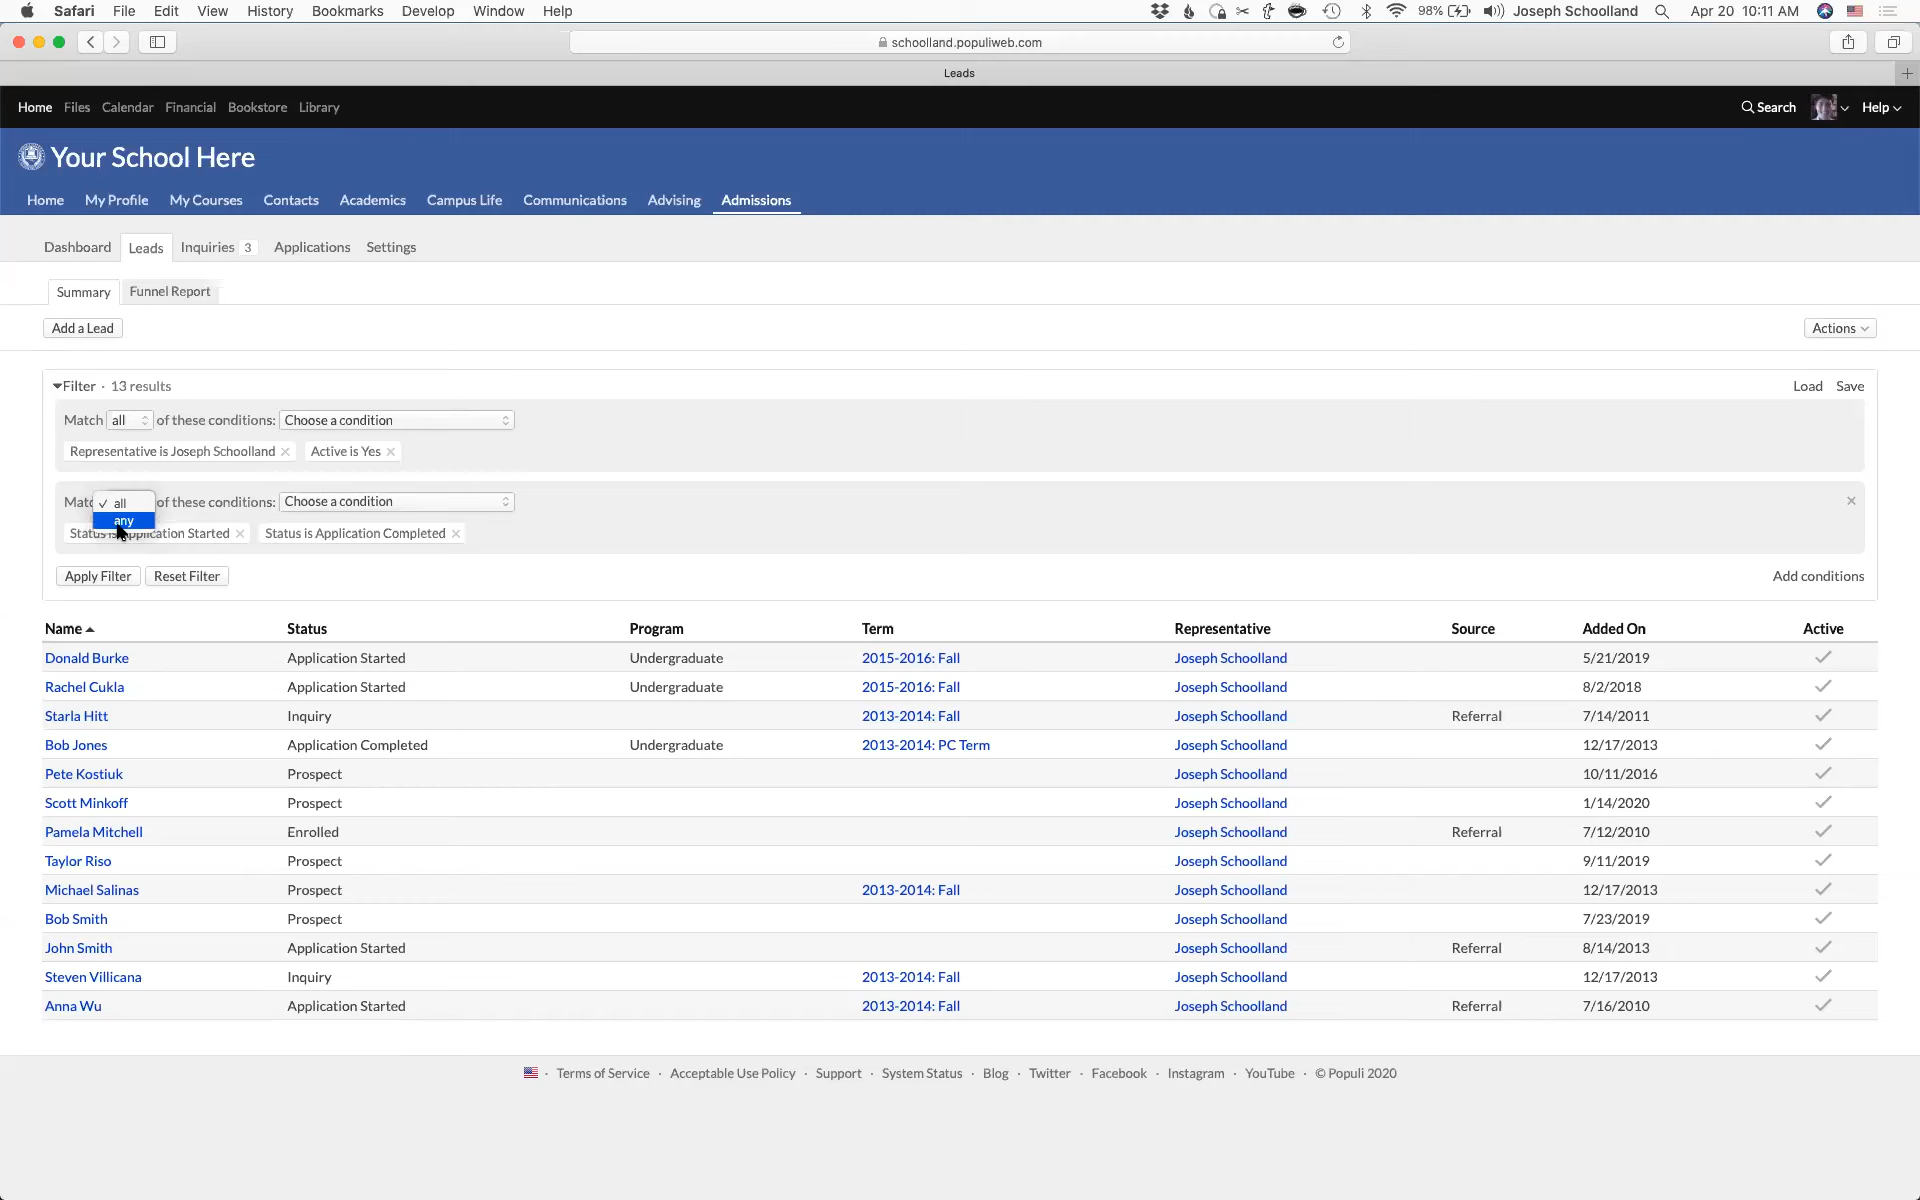 Safari File Edit View History Bookmarks Develop Window Help 98% Joseph Schoolland Apr 20 10:11 AM
schoolland.populiweb.com
Leads
Home Files Calendar Financial Bookstore Library Search Help
Your School Here
Home My Profile My Courses Contacts Academics Campus Life Communications Advising Admissions
Dashboard Leads Inquiries 3 Applications Settings
Summary Funnel Report
Add a Lead Actions
Filter · 13 results Load Save
Match all of these conditions: Choose a condition
Representative is Joseph Schoolland × Active is Yes ×
all of these conditions: Choose a condition ×
any
Status is Application Started × Status is Application Completed ×
Apply Filter Reset Filter Add conditions
Name Status Program Term Representative Source Added On Active
Donald Burke Application Started Undergraduate 2015-2016: Fall Joseph Schoolland 5/21/2019
Rachel Cukla Application Started Undergraduate 2015-2016: Fall Joseph Schoolland 8/2/2018
Starla Hitt Inquiry 2013-2014: Fall Joseph Schoolland Referral 7/14/2011
Bob Jones Application Completed Undergraduate 2013-2014: PC Term Joseph Schoolland 12/17/2013
Pete Kostiuk Prospect Joseph Schoolland 10/11/2016
Scott Minkoff Prospect Joseph Schoolland 1/14/2020
Pamela Mitchell Enrolled Joseph Schoolland Referral 7/12/2010
Taylor Riso Prospect Joseph Schoolland 9/11/2019
Michael Salinas Prospect 2013-2014: Fall Joseph Schoolland 12/17/2013
Bob Smith Prospect Joseph Schoolland 7/23/2019
John Smith Application Started Joseph Schoolland Referral 8/14/2013
Steven Villicana Inquiry 2013-2014: Fall Joseph Schoolland 12/17/2013
Anna Wu Application Started 2013-2014: Fall Joseph Schoolland Referral 7/16/2010
· Terms of Service · Acceptable Use Policy · Support · System Status · Blog · Twitter · Facebook · Instagram · YouTube · © Populi 2020